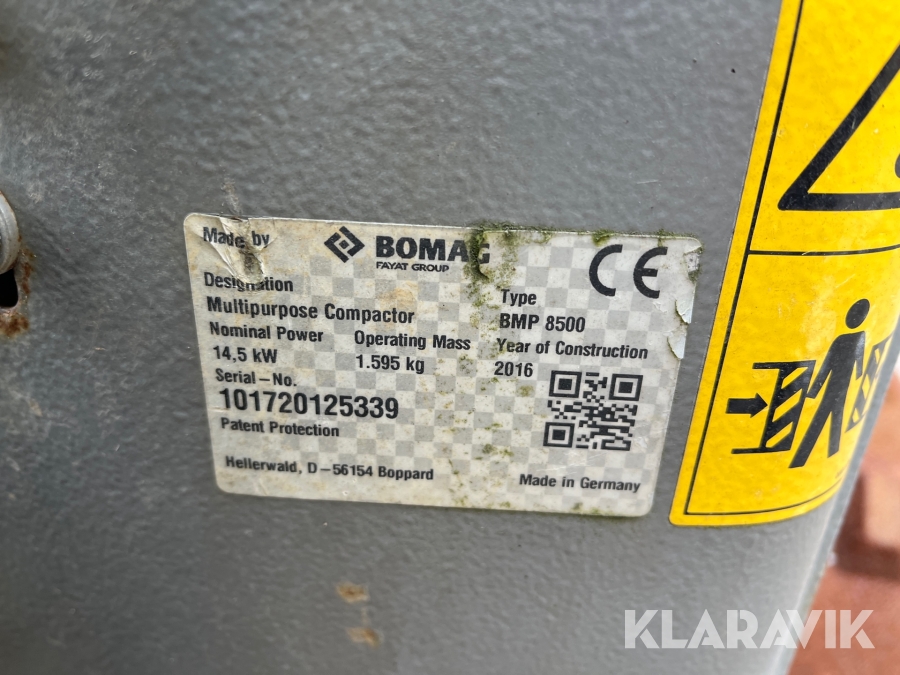 Made by
BOMAG
FAYAT GROUP
CE
Designation
Multipurpose Compactor
Type
BMP 8500
Nominal Power
14,5 kW
Operating Mass
1.595 kg
Year of Construction
2016
Serial-No.
101720125339
Patent Protection
Hellerwald, D-56154 Boppard
Made in Germany
KLARAVIK